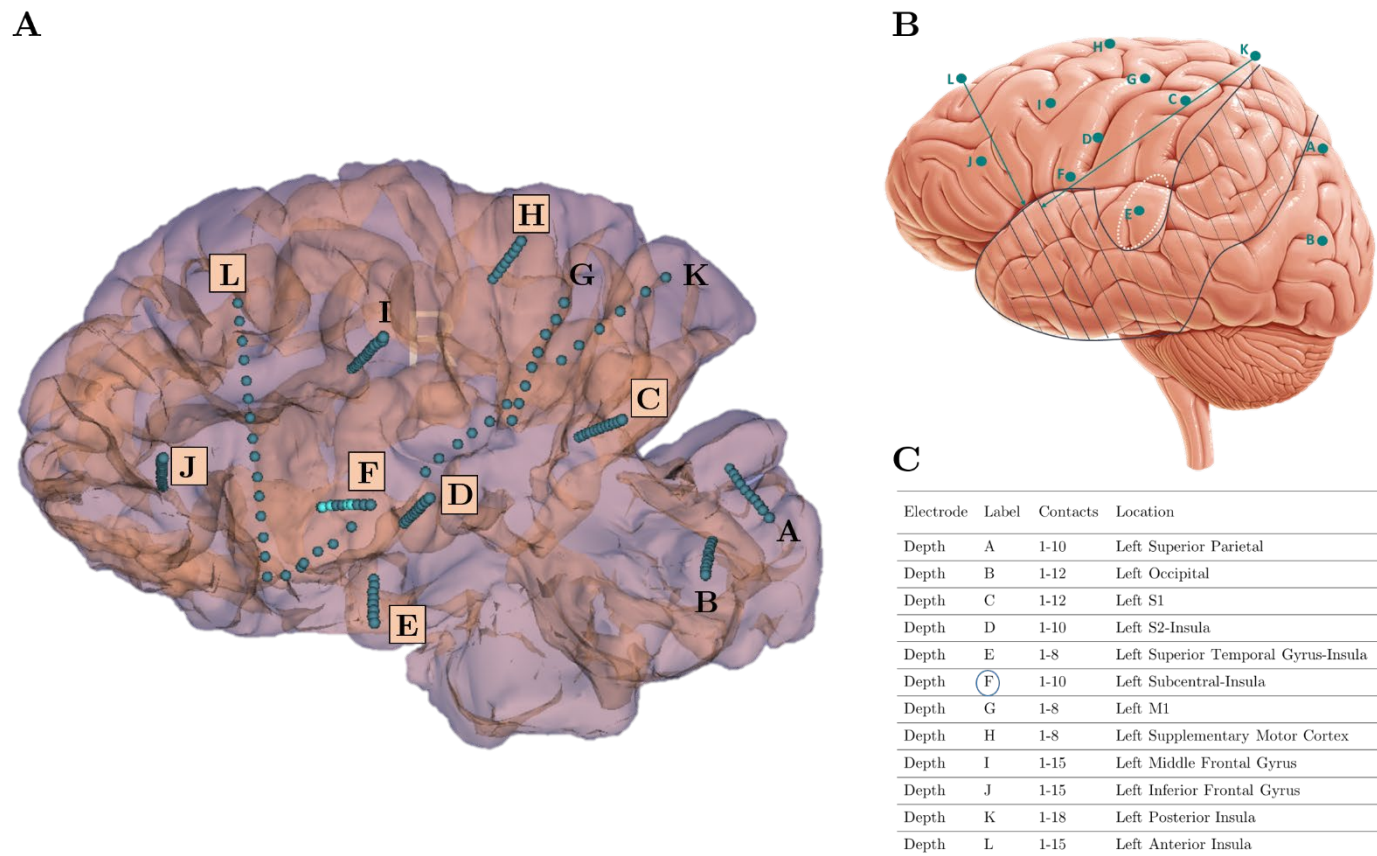 A
H
L
G
K
I
C
J
F
D
A
B
E
R
B
H
K
L
G
I
C
D
A
J
F
E
B
C
Electrode Label Contacts Location
Depth A 1-10 Left Superior Parietal
Depth B 1-12 Left Occipital
Depth C 1-12 Left S1
Depth D 1-10 Left S2-Insula
Depth E 1-8 Left Superior Temporal Gyrus-Insula
Depth F 1-10 Left Subcentral-Insula
Depth G 1-8 Left M1
Depth H 1-8 Left Supplementary Motor Cortex
Depth I 1-15 Left Middle Frontal Gyrus
Depth J 1-15 Left Inferior Frontal Gyrus
Depth K 1-18 Left Posterior Insula
Depth L 1-15 Left Anterior Insula